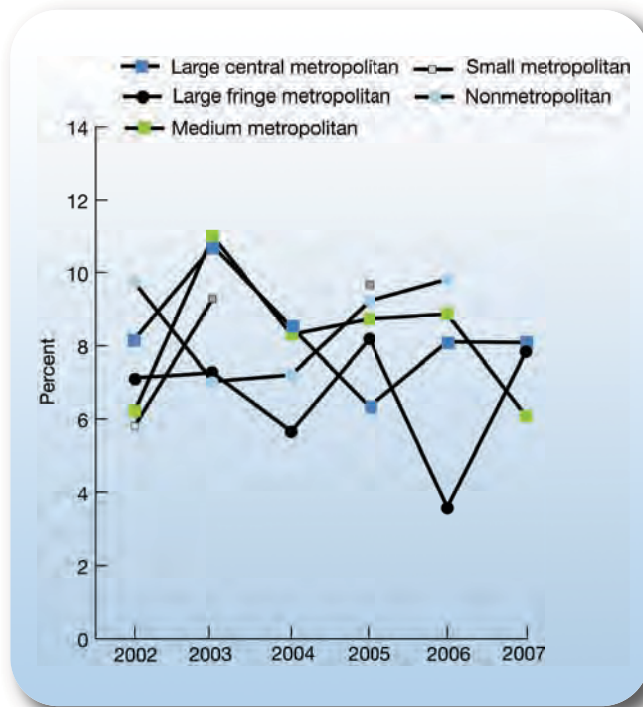 Large central metropolitan
Small metropolitan
Large fringe metropolitan
Nonmetropolitan
Medium metropolitan
14
12
10
8
6
4
2
0
Percent
2002 2003 2004 2005 2006 2007